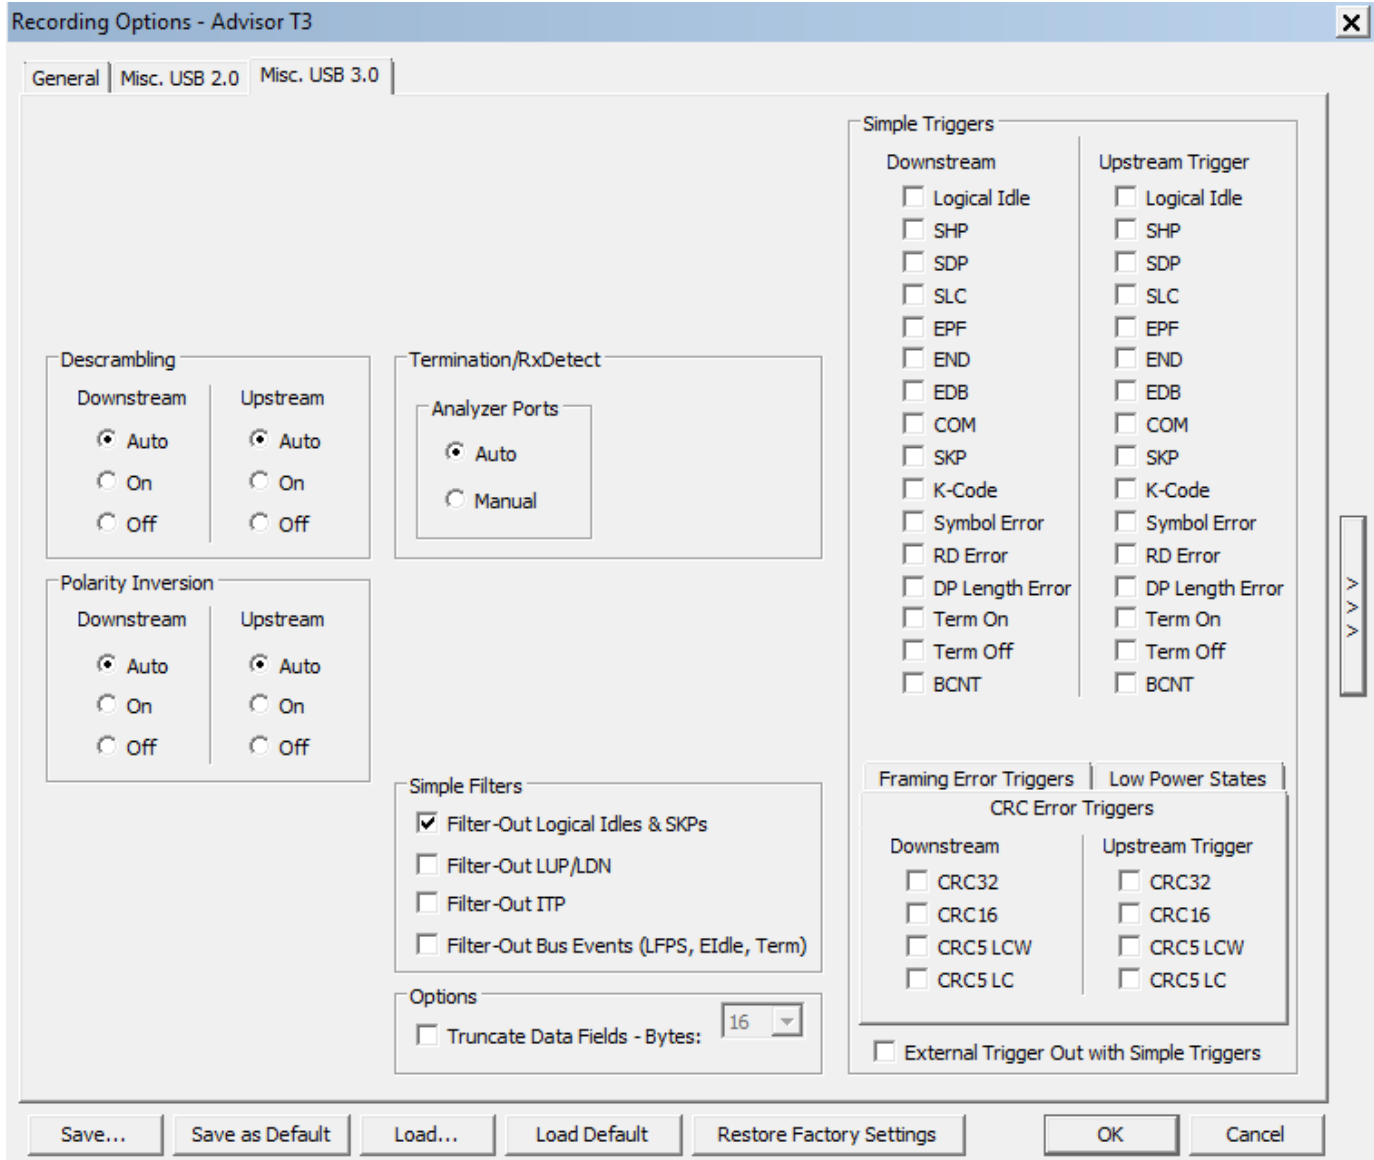 Recording Options - Advisor T3
General
Misc. USB 2.0
Misc. USB 3.0
Descrambling
Downstream
Upstream
Auto
Auto
On
On
Off
Off
Polarity Inversion
Downstream
Upstream
Auto
Auto
On
On
Off
Off
Termination/RxDetect
Analyzer Ports
Auto
Manual
Simple Filters
Filter-Out Logical Idles & SKPs
Filter-Out LUP/LDN
Filter-Out ITP
Filter-Out Bus Events (LFPS, EIdle, Term)
Options
Truncate Data Fields - Bytes:
16
Simple Triggers
Downstream
Upstream Trigger
Logical Idle
Logical Idle
SHP
SHP
SDP
SDP
SLC
SLC
EPF
EPF
END
END
EDB
EDB
COM
COM
SKP
SKP
K-Code
K-Code
Symbol Error
Symbol Error
RD Error
RD Error
DP Length Error
DP Length Error
Term On
Term On
Term Off
Term Off
BCNT
BCNT
Framing Error Triggers
Low Power States
CRC Error Triggers
Downstream
Upstream Trigger
CRC32
CRC32
CRC16
CRC16
CRC5 LCW
CRC5 LCW
CRC5 LC
CRC5 LC
External Trigger Out with Simple Triggers
>
>
>
Save...
Save as Default
Load...
Load Default
Restore Factory Settings
OK
Cancel